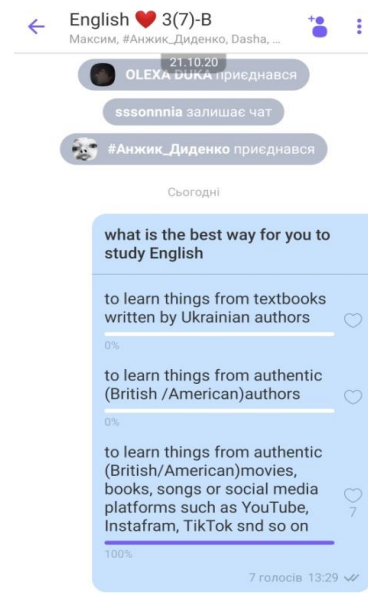 English ❤️ 3(7)-В
Максим, #Анжик_Диденко, Dasha, ...
21.10.20
OLEXA DUKA приєднався
sssonnnia залишає чат
#Анжик_Диденко приєднався
Сьогодні
what is the best way for you to
study English
to learn things from textbooks
written by Ukrainian authors
0%
to learn things from authentic
(British /American)authors
0%
to learn things from authentic
(British/American)movies,
books, songs or social media
platforms such as YouTube,
Instafram, TikTok snd so on
7
100%
7 голосів 13:29